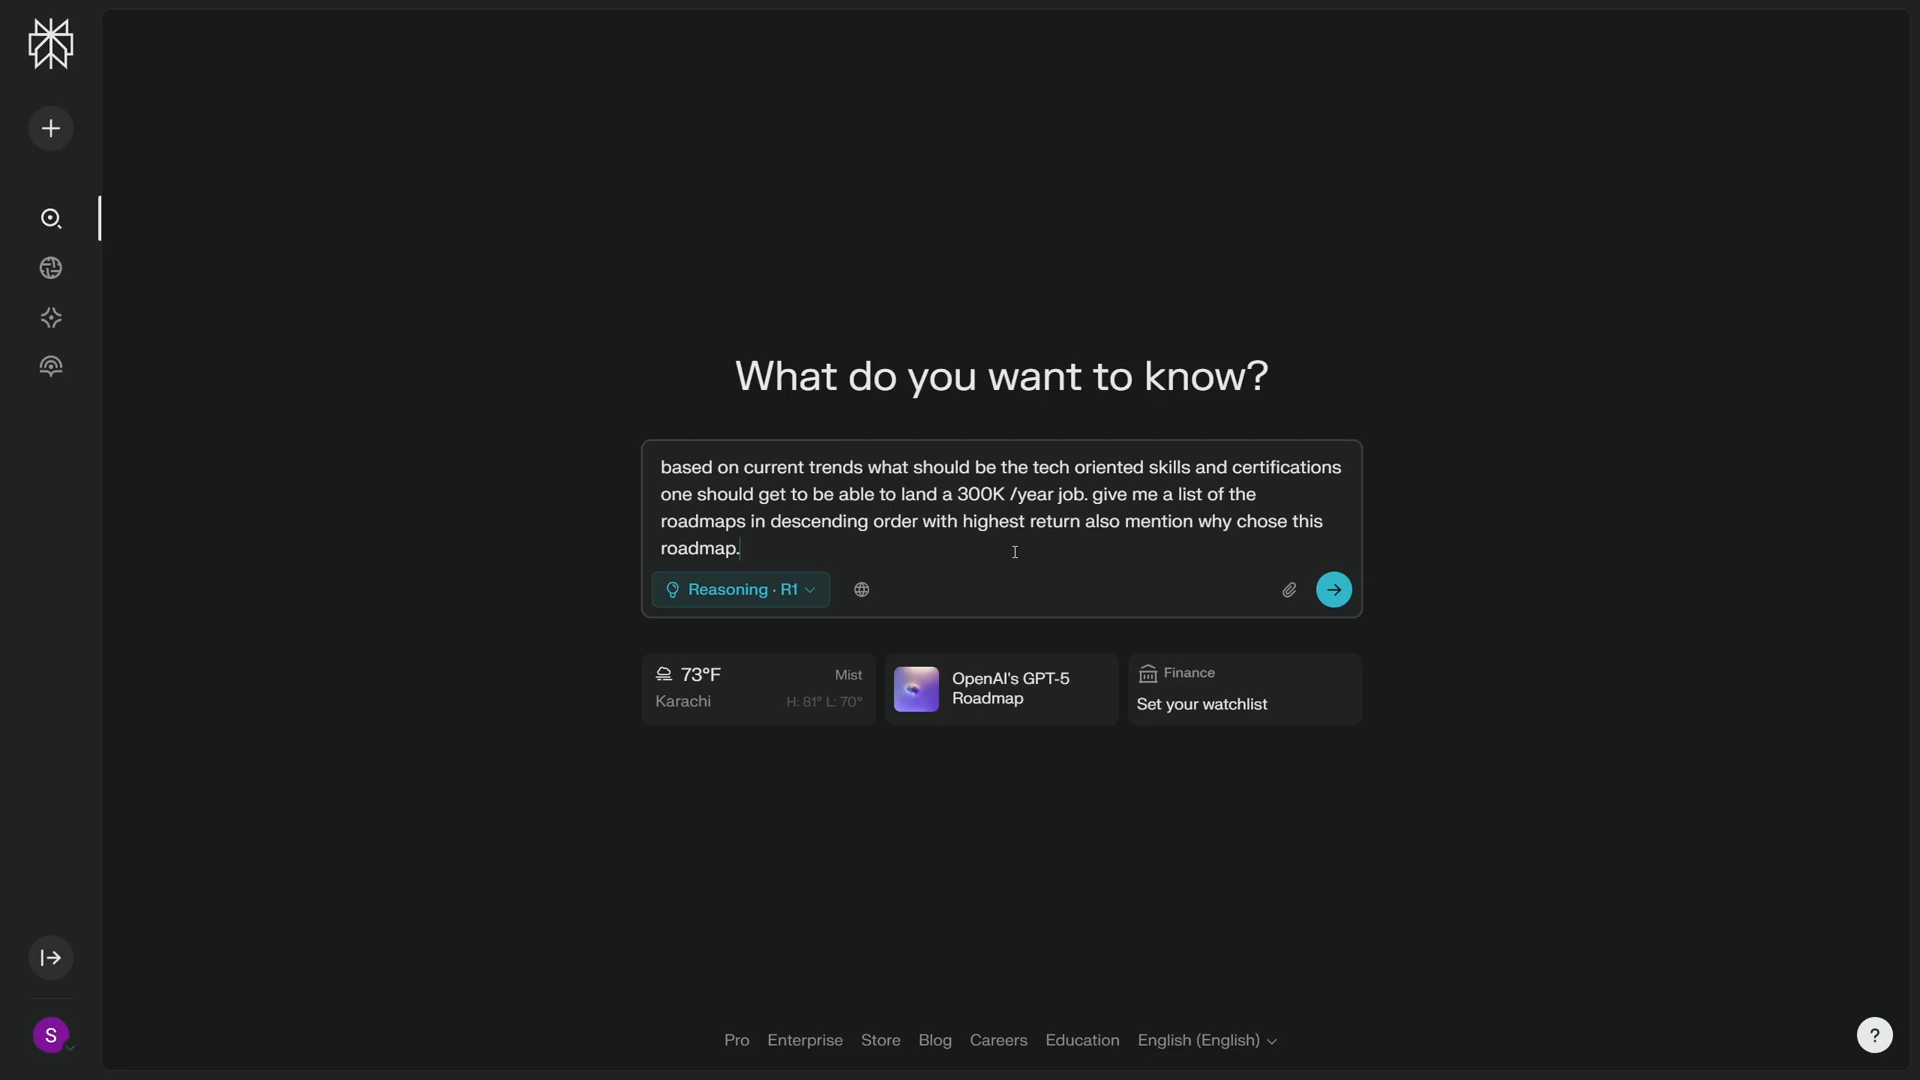 What do you want to know?
based on current trends what should be the tech oriented skills and certifications
one should get to be able to land a 300K /year job. give me a list of the
roadmaps in descending order with highest return also mention why chose this
roadmap.
Reasoning · R1
73°F
Mist
Karachi
H: 81° L: 70°
OpenAI's GPT-5
Roadmap
Finance
Set your watchlist
S
Pro Enterprise Store Blog Careers Education English (English)
?